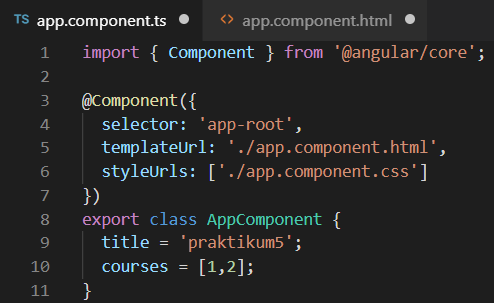 TS app.component.ts ● <> app.component.html ●
1 import { Component } from '@angular/core';
2
3 @Component({
4   selector: 'app-root',
5   templateUrl: './app.component.html',
6   styleUrls: ['./app.component.css']
7 })
8 export class AppComponent {
9   title = 'praktikum5';
10   courses = [1,2];
11 }